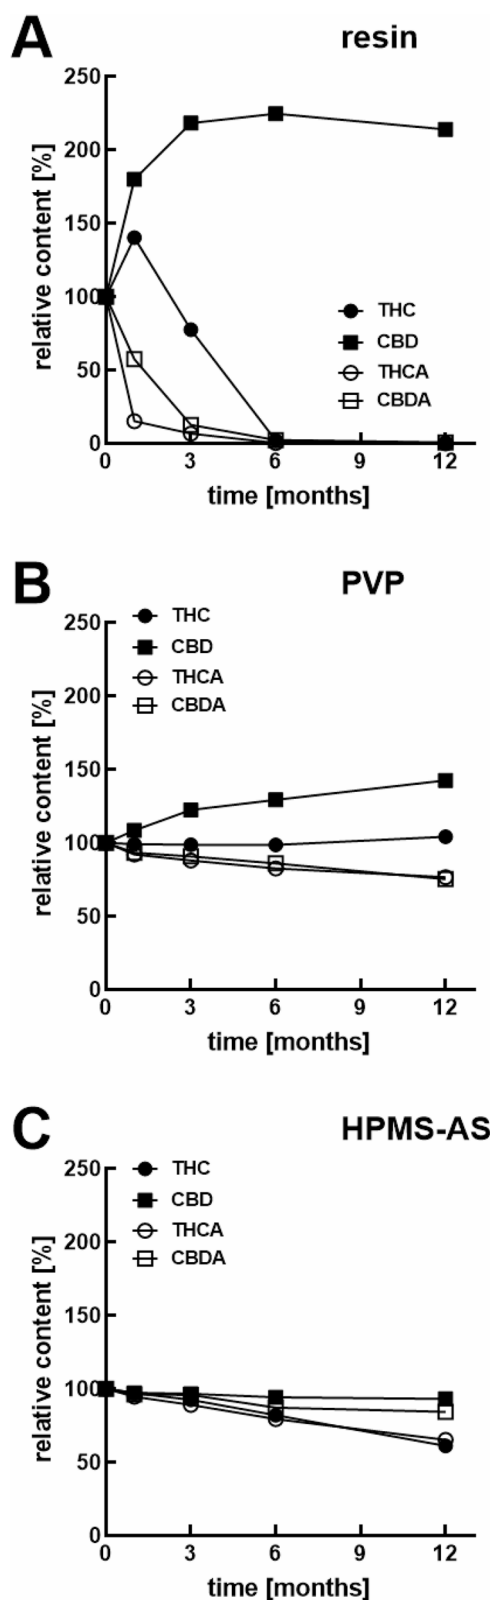 A
resin
250
200
150
100
50
0
relative content [%]
THC
CBD
THCA
CBDA
0 3 6 9 12
time [months]
B
PVP
250
200
150
100
50
0
relative content [%]
THC
CBD
THCA
CBDA
0 3 6 9 12
time [months]
C
HPMS-AS
250
200
150
100
50
0
relative content [%]
THC
CBD
THCA
CBDA
0 3 6 9 12
time [months]